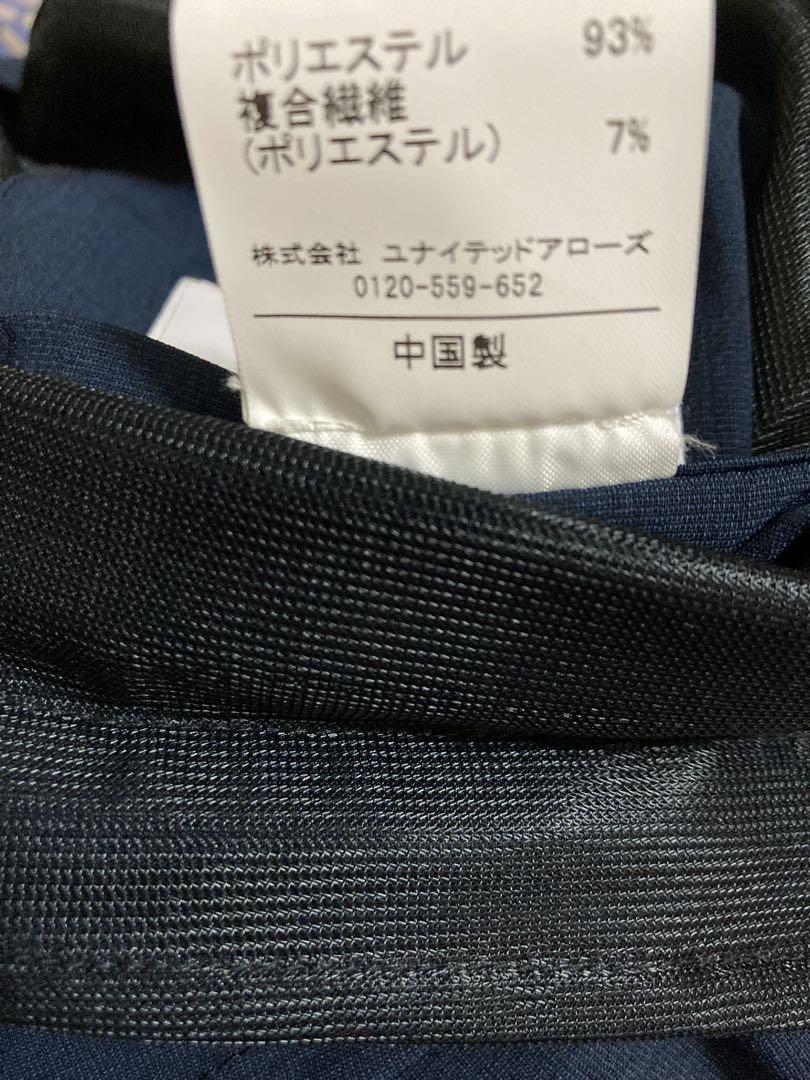 ポリエステル 93%
複合繊維
(ポリエステル) 7%
株式会社 ユナイテッドアローズ
0120-559-652
中国製